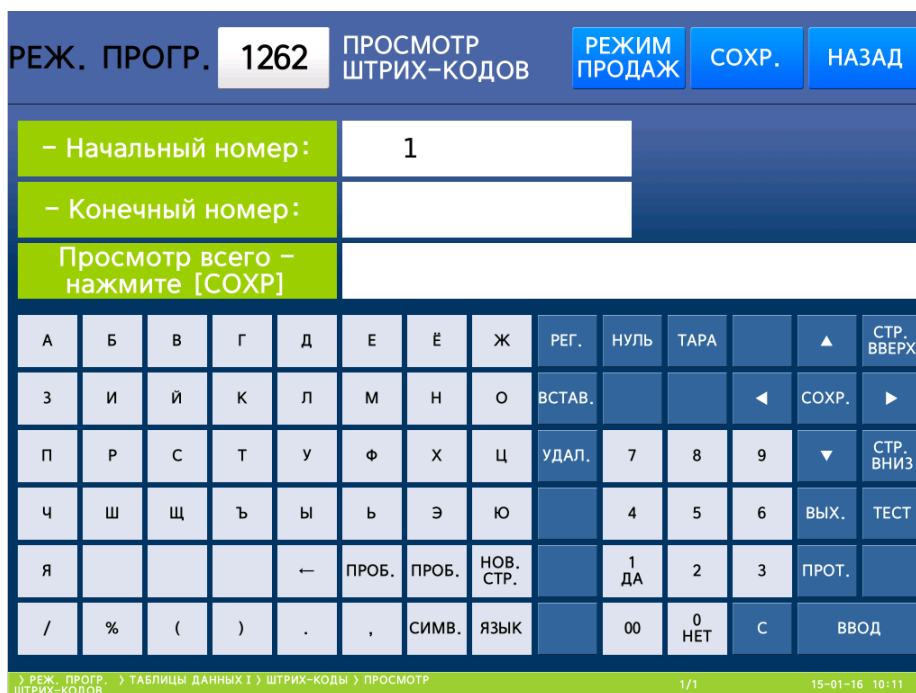 РЕЖ. ПРОГР. 1262 ПРОСМОТР ШТРИХ-КОДОВ РЕЖИМ ПРОДАЖ СОХР. НАЗАД
- Начальный номер: 1
- Конечный номер:
Просмотр всего -
нажмите [СОХР]
А Б В Г Д Е Ё Ж РЕГ. НУЛЬ ТАРА ▲ СТР. ВВЕРХ
З И Й К Л М Н О ВСТАВ. ◀ СОХР. ▶
П Р С Т У Ф Х Ц УДАЛ. 7 8 9 ▼ СТР. ВНИЗ
Ч Ш Щ Ъ Ы Ь Э Ю 4 5 6 ВЫХ. ТЕСТ
Я ← ПРОБ. ПРОБ. НОВ. СТР. 1 ДА 2 3 ПРОТ.
/ % ( ) . , СИМВ. ЯЗЫК 00 0 НЕТ С ВВОД
> РЕЖ. ПРОГР. > ТАБЛИЦЫ ДАННЫХ I > ШТРИХ-КОДЫ > ПРОСМОТР
ШТРИХ-КОДОВ 1/1 15-01-16 10:11